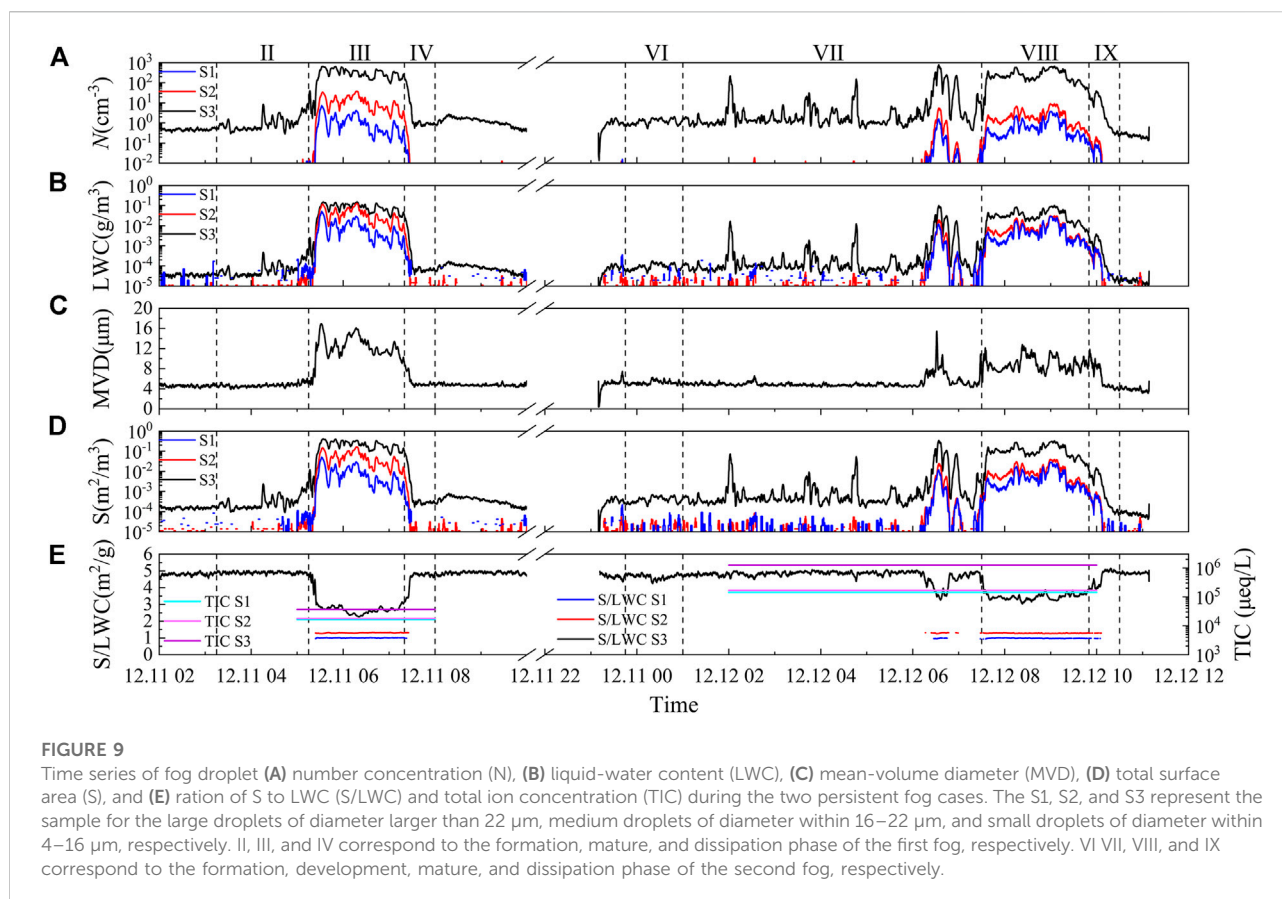 A
II III IV VI VII VIII IX
10³
10²
10¹
10⁰
10⁻¹
10⁻²
N(cm⁻³)
S1
S2
S3
B
10⁰
10⁻¹
10⁻²
10⁻³
10⁻⁴
10⁻⁵
LWC(g/m³)
S1
S2
S3
C
20
16
12
8
4
0
MVD(μm)
D
10⁰
10⁻¹
10⁻²
10⁻³
10⁻⁴
10⁻⁵
S(m²/m³)
S1
S2
S3
E
6
5
4
3
2
1
0
S/LWC(m²/g)
TIC S1
TIC S2
TIC S3
S/LWC S1
S/LWC S2
S/LWC S3
10⁶
10⁵
10⁴
10³
TIC (μeq/L)
12.11 02 12.11 04 12.11 06 12.11 08 12.11 22 12.11 00 12.12 02 12.12 04 12.12 06 12.12 08 12.12 10 12.12 12
Time
FIGURE 9
Time series of fog droplet (A) number concentration (N), (B) liquid-water content (LWC), (C) mean-volume diameter (MVD), (D) total surface
area (S), and (E) ration of S to LWC (S/LWC) and total ion concentration (TIC) during the two persistent fog cases. The S1, S2, and S3 represent the
sample for the large droplets of diameter larger than 22 μm, medium droplets of diameter within 16–22 μm, and small droplets of diameter within
4–16 μm, respectively. II, III, and IV correspond to the formation, mature, and dissipation phase of the first fog, respectively. VI VII, VIII, and IX
correspond to the formation, development, mature, and dissipation phase of the second fog, respectively.